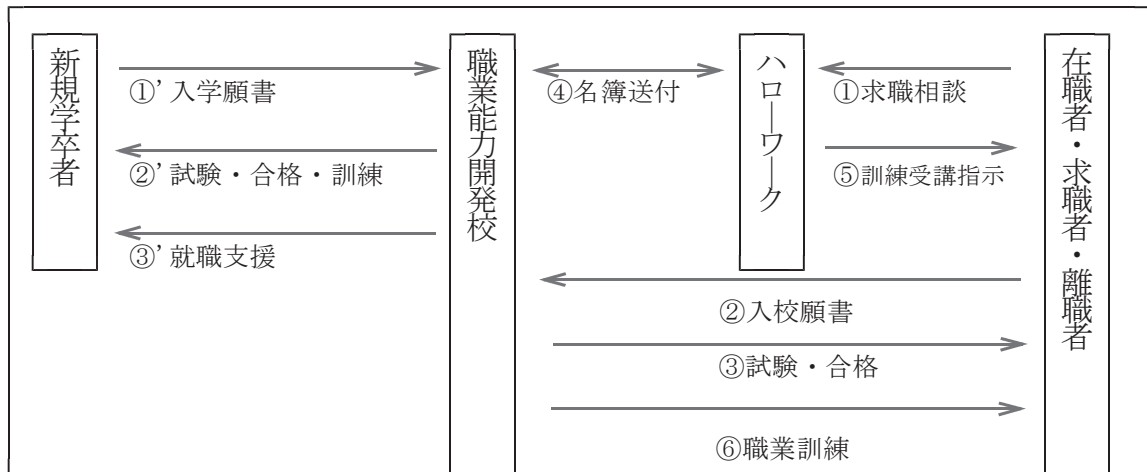 新規学卒者
①’入学願書
②’試験・合格・訓練
③’就職支援
職業能力開発校
④名簿送付
ハローワーク
①求職相談
⑤訓練受講指示
②入校願書
③試験・合格
⑥職業訓練
在職者・求職者・離職者